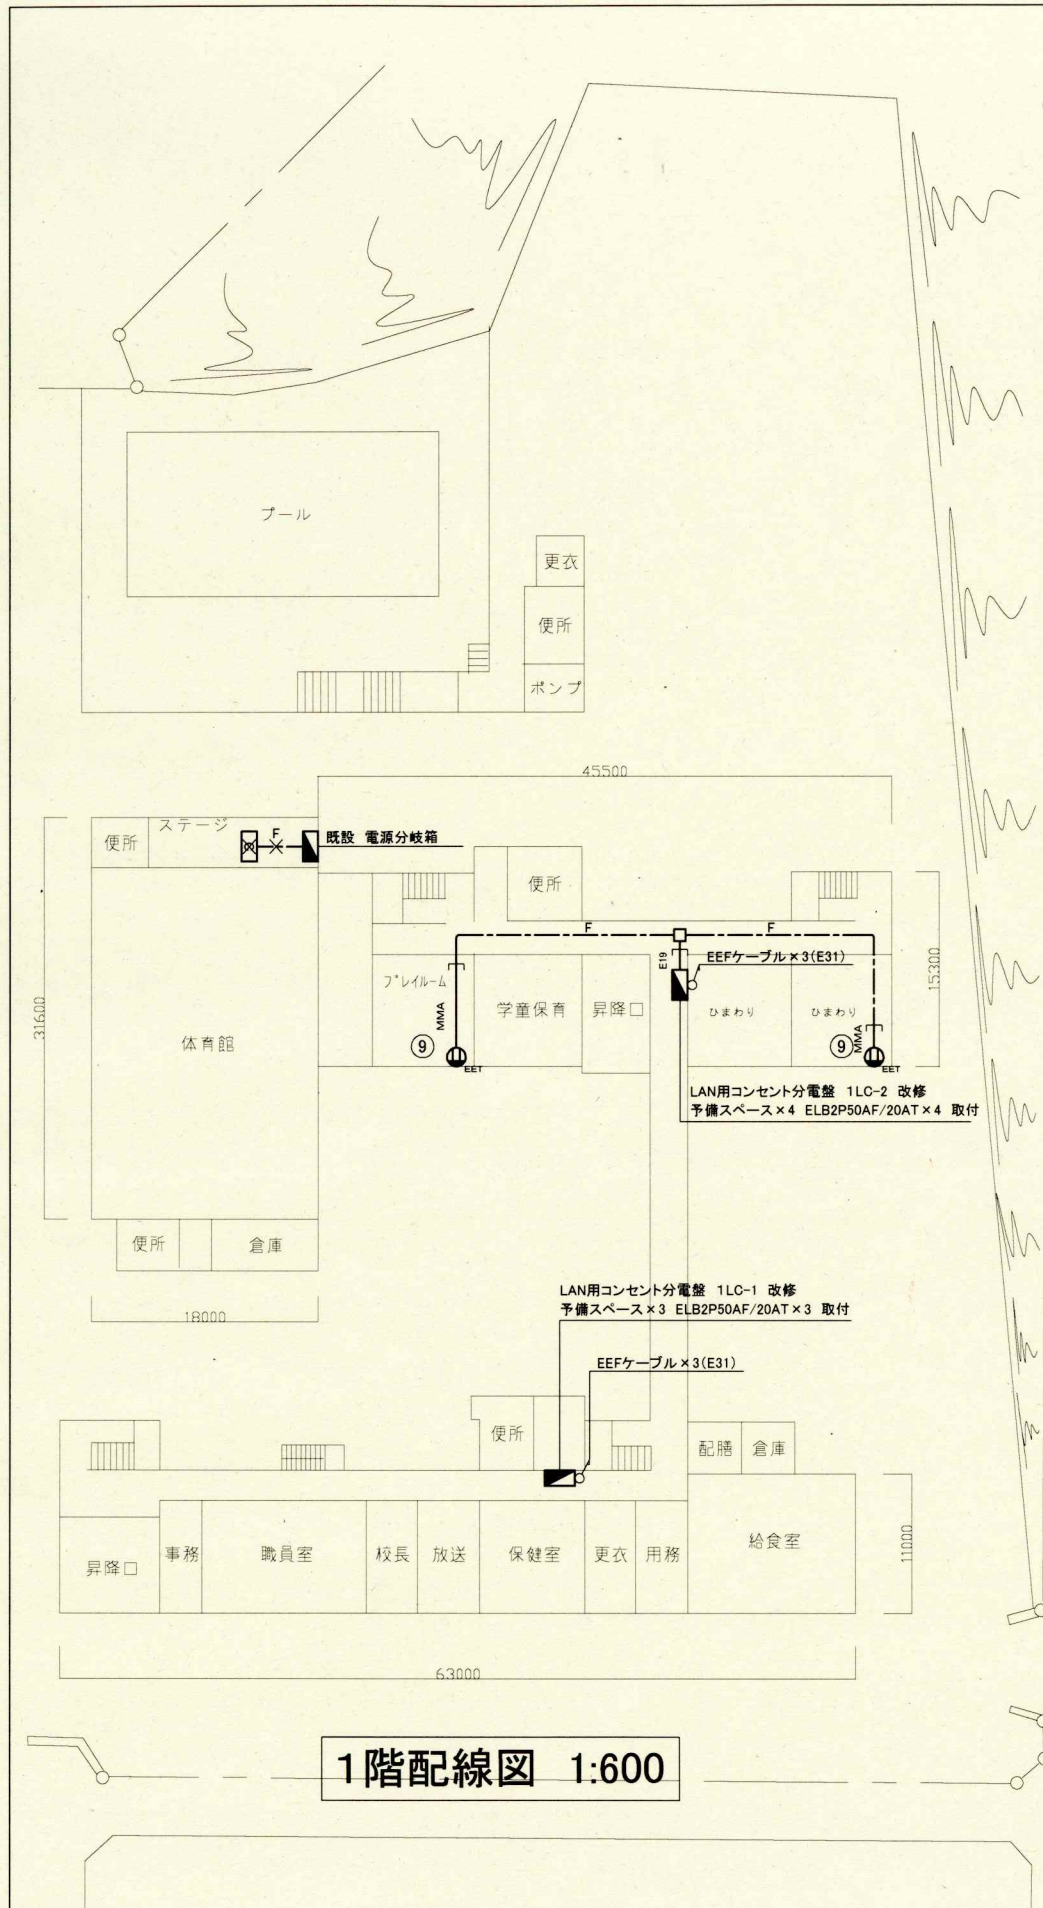 プール
更衣
便所
ポンプ
45500
便所
ステージ
F
既設 電源分岐箱
便所
F
F
E19
EEFケーブル×3(E31)
15300
31600
プレイルーム
学童保育
昇降口
ひまわり
ひまわり
体育館
MMA
⑨
EET
MMA
⑨
EET
LAN用コンセント分電盤 1LC-2 改修
予備スペース×4 ELB2P50AF/20AT×4 取付
便所
倉庫
18000
LAN用コンセント分電盤 1LC-1 改修
予備スペース×3 ELB2P50AF/20AT×3 取付
EEFケーブル×3(E31)
便所
配膳
倉庫
昇降口
事務
職員室
校長
放送
保健室
更衣
用務
給食室
11000
63000
1階配線図 1:600